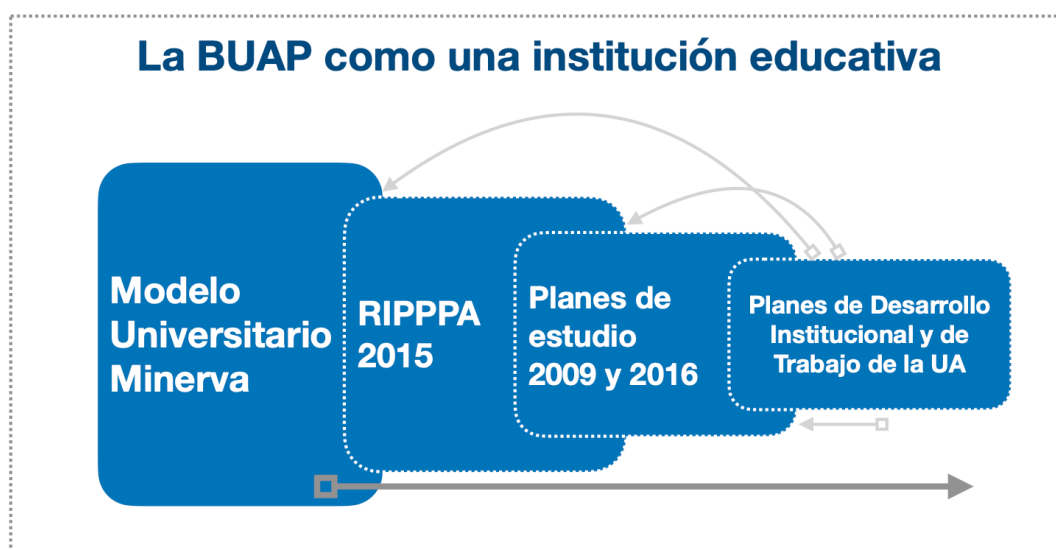 La BUAP como una institución educativa
Modelo
Universitario
Minerva
RIPPPA
2015
Planes de
estudio
2009 y 2016
Planes de Desarrollo
Institucional y de
Trabajo de la UA